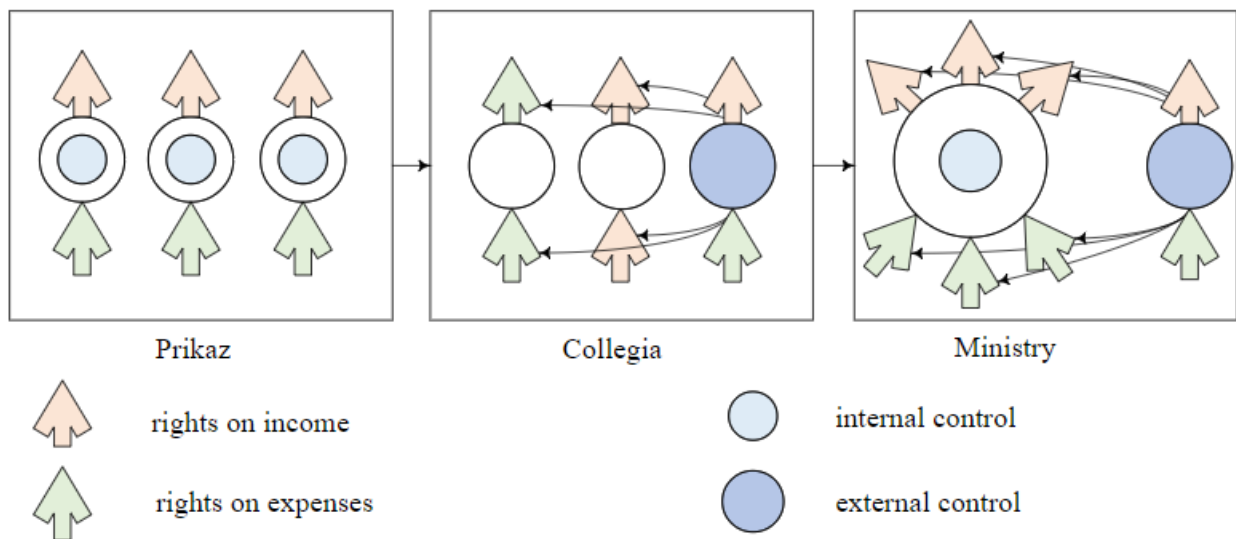 Prikaz
Collegia
Ministry
rights on income
internal control
rights on expenses
external control